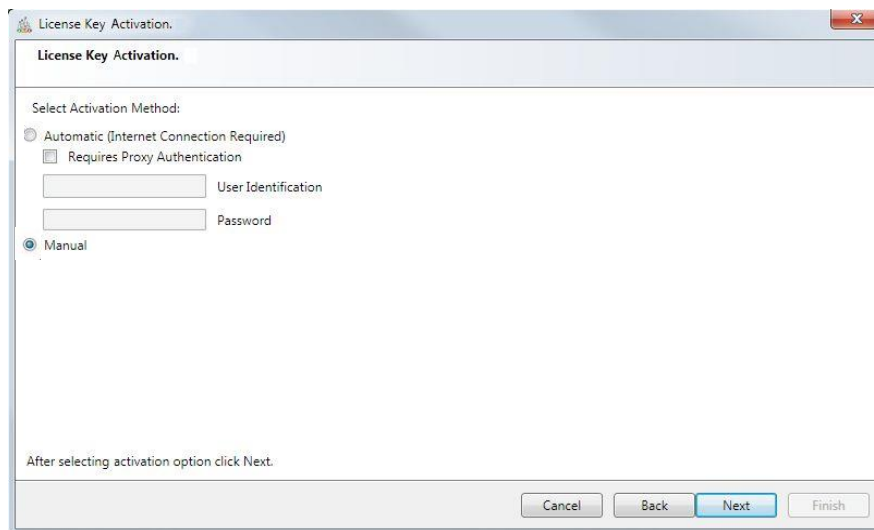 License Key Activation.
License Key Activation.
Select Activation Method:
Automatic (Internet Connection Required)
Requires Proxy Authentication
User Identification
Password
Manual
After selecting activation option click Next.
Cancel Back Next Finish